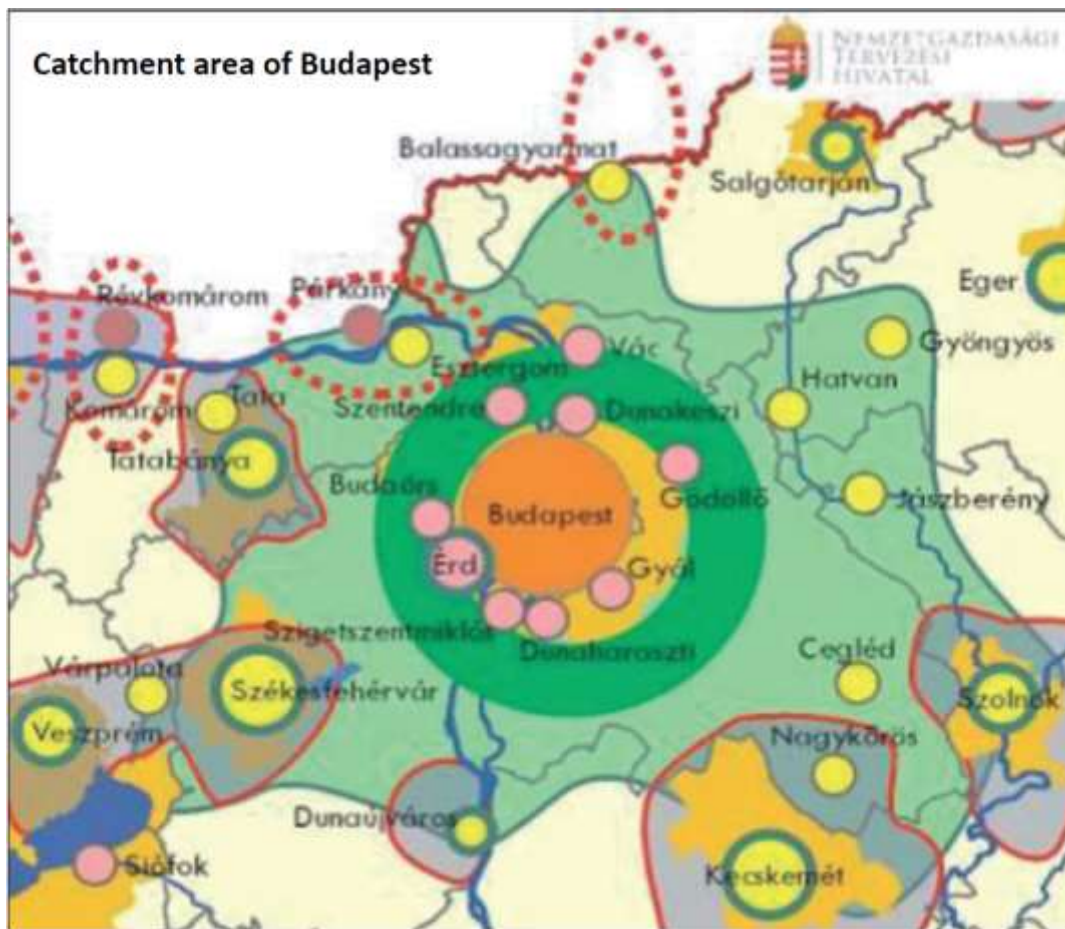 Catchment area of Budapest
NEMZETGAZDASÁGI
TERVEZÉSI
HIVATAL
Balassagyarmat
Salgótarján
Eger
Révkomárom
Párkány
Gyöngyös
Vác
Esztergom
Hatvan
Komárom
Tata
Szentendre
Dunakeszi
Tatabánya
Budaörs
Gödöllő
Jászberény
Budapest
Érd
Gyál
Szigetszentmiklós
Dunaharaszti
Cegléd
Várpalota
Székesfehérvár
Szolnok
Veszprém
Nagykőrös
Dunaújváros
Siófok
Kecskemét